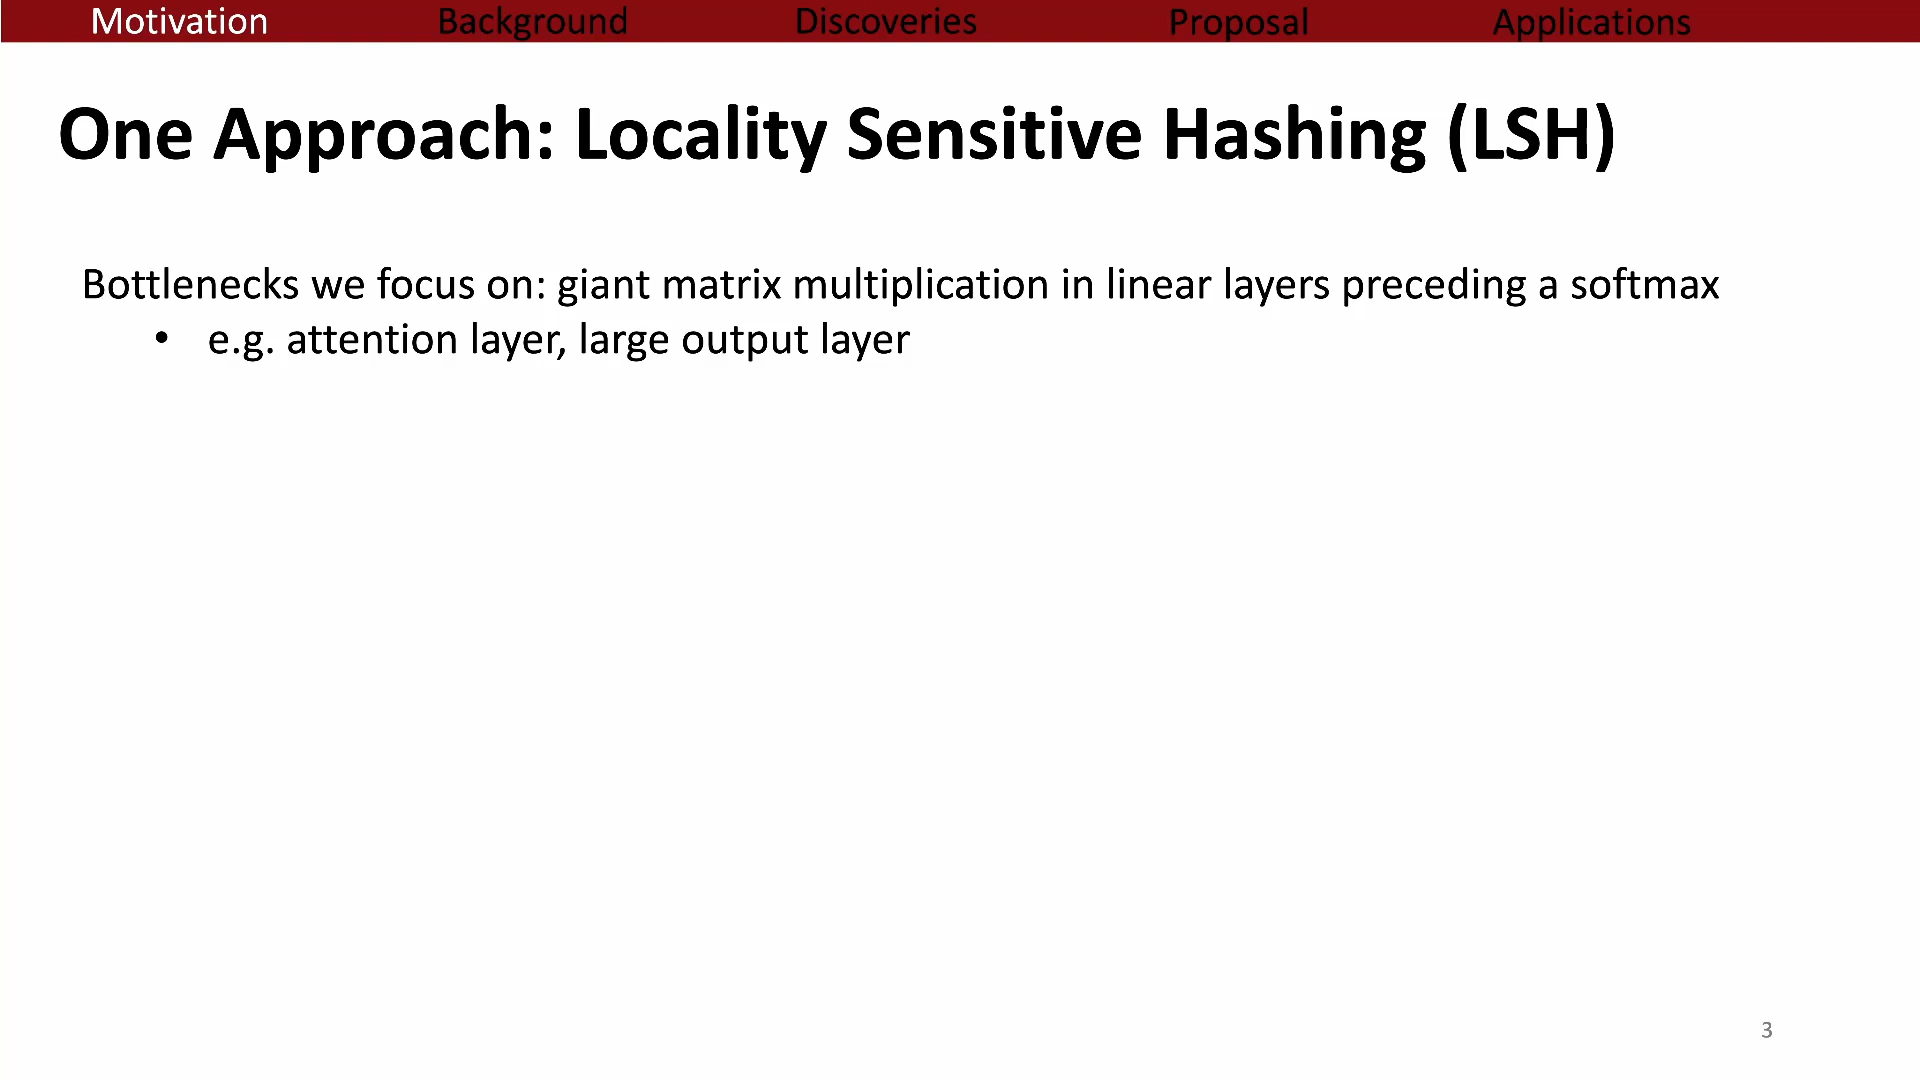 Motivation Background Discoveries Proposal Applications
One Approach: Locality Sensitive Hashing (LSH)
Bottlenecks we focus on: giant matrix multiplication in linear layers preceding a softmax
• e.g. attention layer, large output layer
3